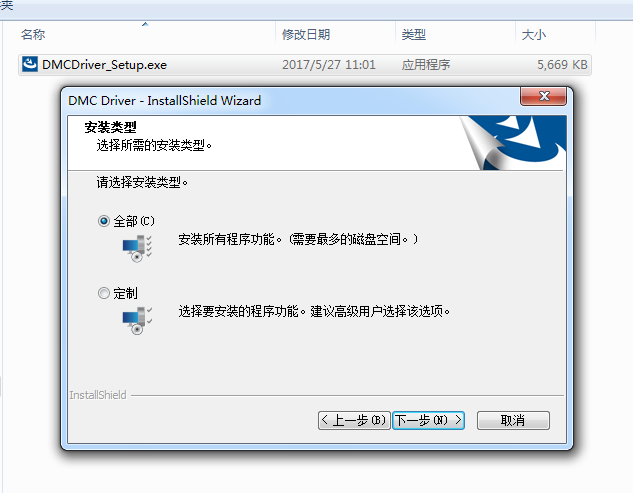 夹
名称 修改日期 类型 大小
DMCDriver_Setup.exe 2017/5/27 11:01 应用程序 5,669 KB
DMC Driver - InstallShield Wizard
安装类型
选择所需的安装类型。
请选择安装类型。
全部(C)
安装所有程序功能。(需要最多的磁盘空间。)
定制
选择要安装的程序功能。建议高级用户选择该选项。
InstallShield
< 上一步(B) 下一步(N) > 取消